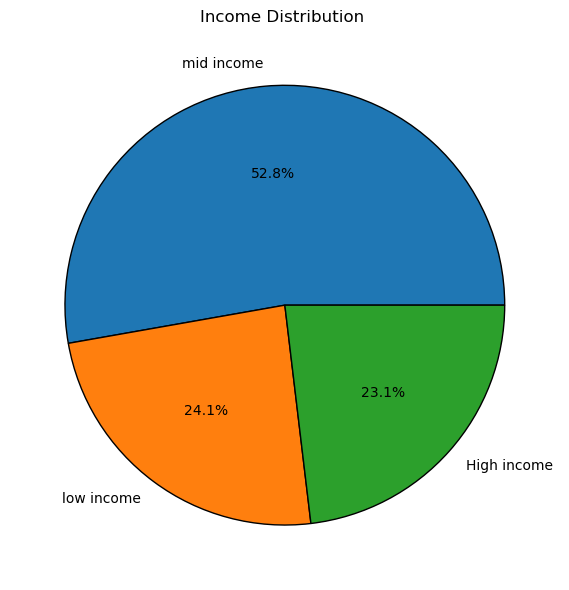 Income Distribution
mid income
52.8%
23.1%
24.1%
High income
low income